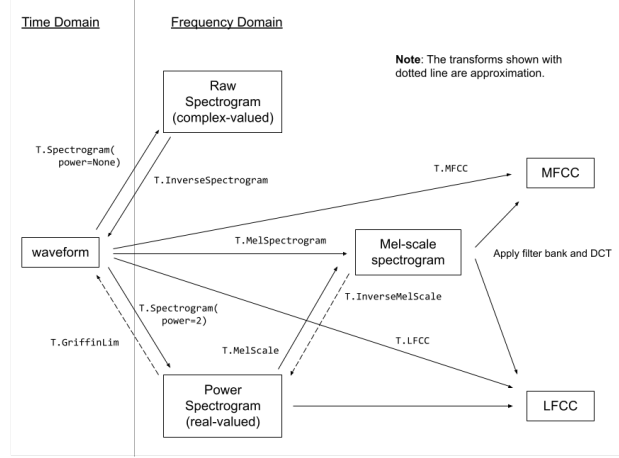 Time Domain
Frequency Domain
Note: The transforms shown with
dotted line are approximation.
Raw
Spectrogram
(complex-valued)
T.Spectrogram(
power=None)
T.InverseSpectrogram
T.MFCC
MFCC
waveform
T.MelSpectrogram
Mel-scale
spectrogram
Apply filter bank and DCT
T.Spectrogram(
power=2)
T.InverseMelScale
T.GriffinLim
T.MelScale
T.LFCC
Power
Spectrogram
(real-valued)
LFCC